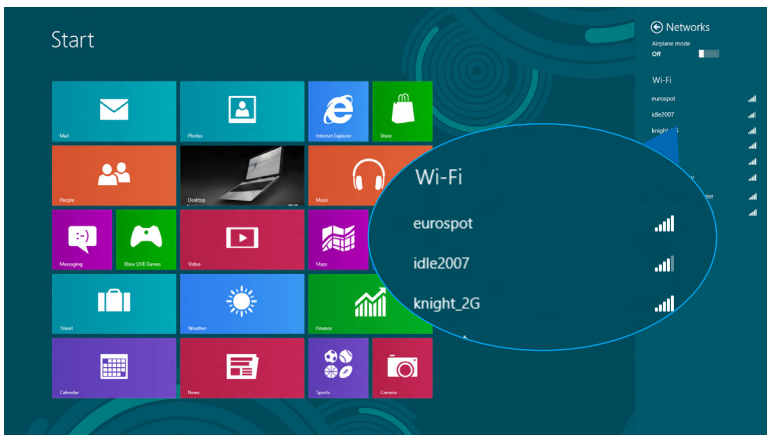 Start
Mail
Photos
Internet Explorer
Store
People
Desktop
Music
:-)
Messaging
Xbox LIVE Games
Video
Maps
Travel
Weather
Finance
Calendar
News
Sports
Camera
Networks
Airplane mode
Off
Wi-Fi
eurospot
idle2007
Wi-Fi
eurospot
idle2007
knight_2G